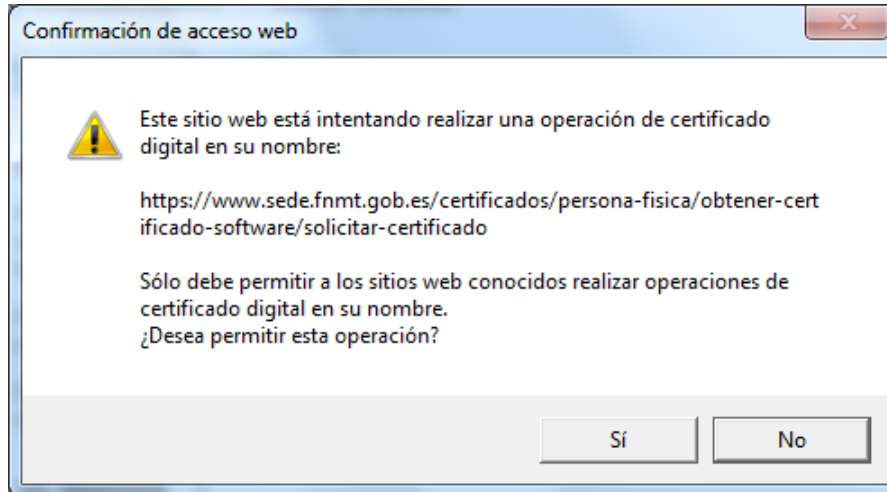 Confirmación de acceso web
Este sitio web está intentando realizar una operación de certificado
digital en su nombre:
https://www.sede.fnmt.gob.es/certificados/persona-fisica/obtener-cert
ificado-software/solicitar-certificado
Sólo debe permitir a los sitios web conocidos realizar operaciones de
certificado digital en su nombre.
¿Desea permitir esta operación?
Sí
No